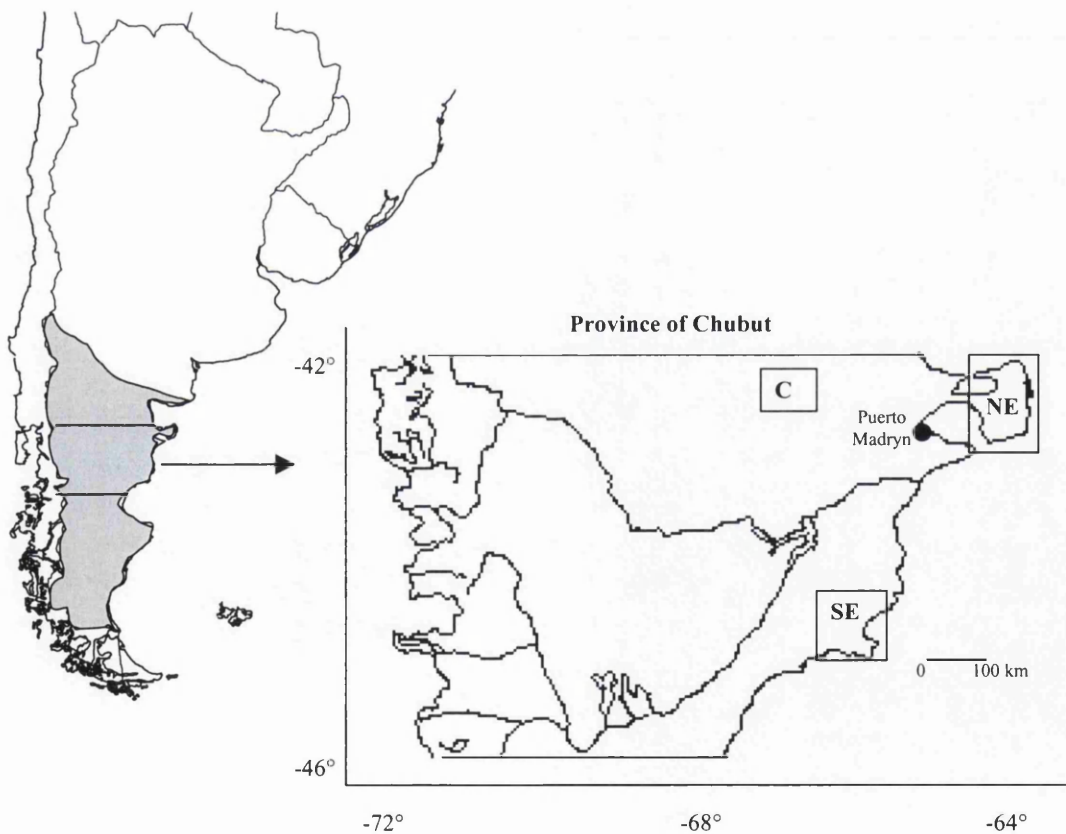 Province of Chubut
-42°
C
NE
Puerto
Madryn
SE
0 100 km
-46°
-72° -68° -64°